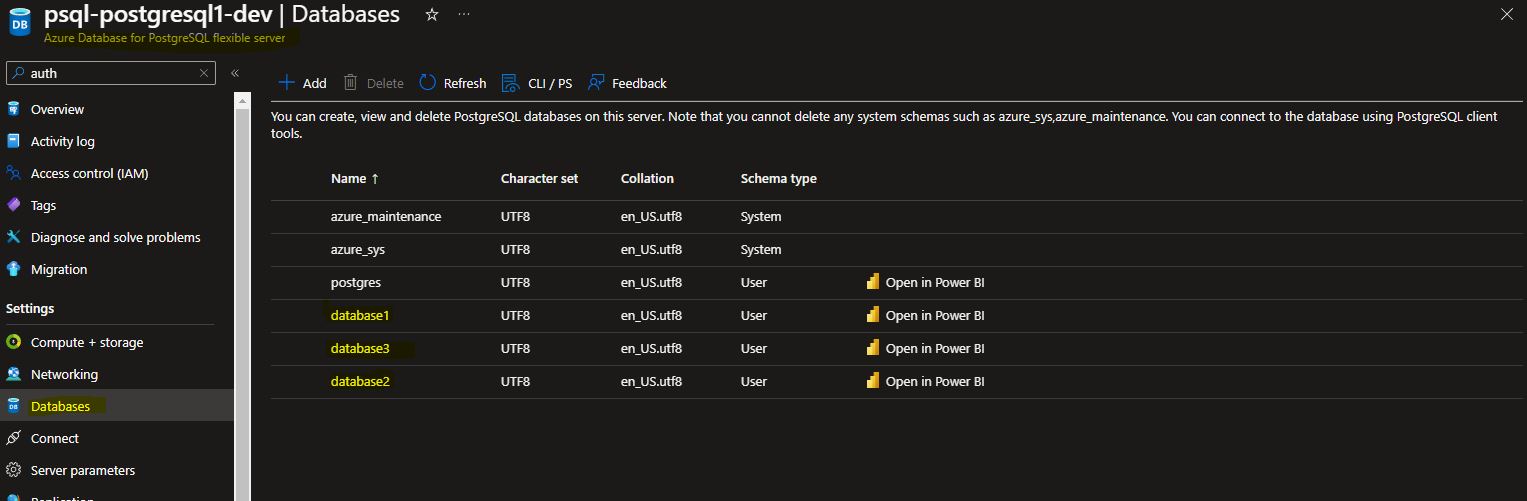 psql-postgresql1-dev | Databases ☆ ···
Azure Database for PostgreSQL flexible server
auth
Overview
Activity log
Access control (IAM)
Tags
Diagnose and solve problems
Migration
Settings
Compute + storage
Networking
Databases
Connect
Server parameters
Replication
Add Delete Refresh CLI / PS Feedback
You can create, view and delete PostgreSQL databases on this server. Note that you cannot delete any system schemas such as azure_sys,azure_maintenance. You can connect to the database using PostgreSQL client
tools.
Name ↑ Character set Collation Schema type
azure_maintenance UTF8 en_US.utf8 System
azure_sys UTF8 en_US.utf8 System
postgres UTF8 en_US.utf8 User Open in Power BI
database1 UTF8 en_US.utf8 User Open in Power BI
database3 UTF8 en_US.utf8 User Open in Power BI
database2 UTF8 en_US.utf8 User Open in Power BI